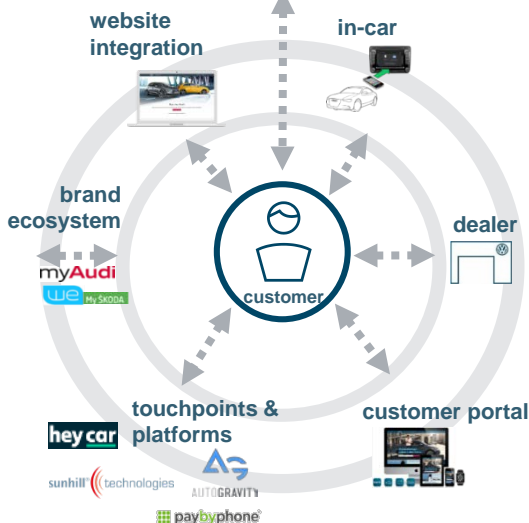 website
integration
in-car
brand
ecosystem
myAudi
We
My ŠKODA
customer
dealer
touchpoints &
platforms
hey car
sunhill technologies
AUTOGRAVITY
paybyphone
customer portal